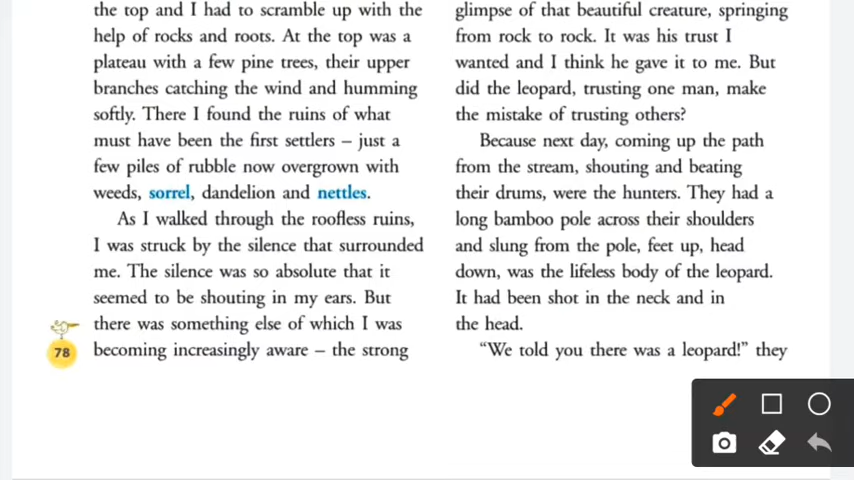 the top and I had to scramble up with the
help of rocks and roots. At the top was a
plateau with a few pine trees, their upper
branches catching the wind and humming
softly. There I found the ruins of what
must have been the first settlers – just a
few piles of rubble now overgrown with
weeds, sorrel, dandelion and nettles.
As I walked through the roofless ruins,
I was struck by the silence that surrounded
me. The silence was so absolute that it
seemed to be shouting in my ears. But
there was something else of which I was
becoming increasingly aware – the strong
78
glimpse of that beautiful creature, springing
from rock to rock. It was his trust I
wanted and I think he gave it to me. But
did the leopard, trusting one man, make
the mistake of trusting others?
Because next day, coming up the path
from the stream, shouting and beating
their drums, were the hunters. They had a
long bamboo pole across their shoulders
and slung from the pole, feet up, head
down, was the lifeless body of the leopard.
It had been shot in the neck and in
the head.
“We told you there was a leopard!” they